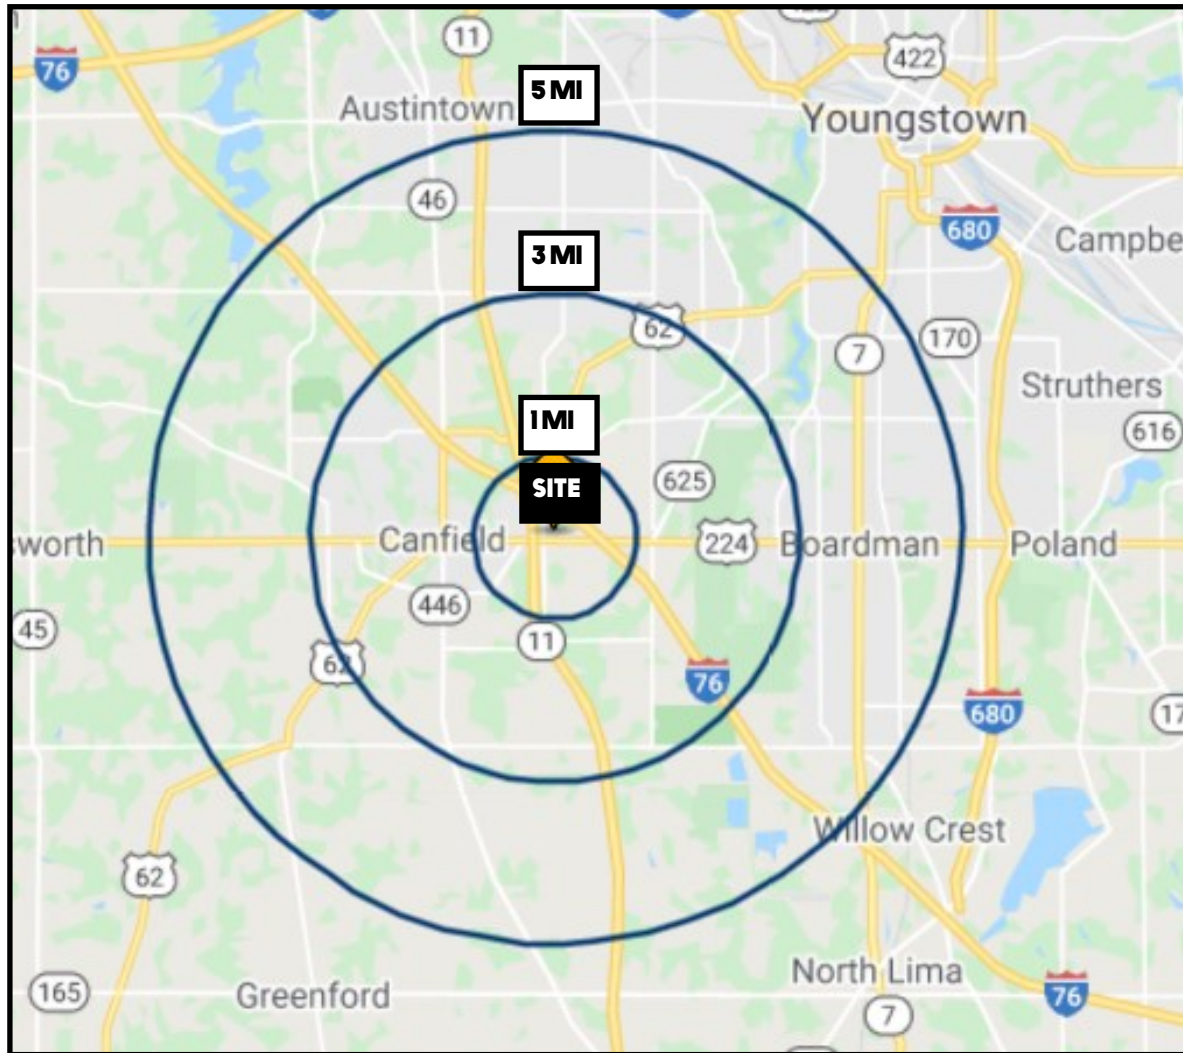 11
422
76
5 MI
Austintown
Youngstown
46
680
Campbe
3 MI
62
170
7
Struthers
1 MI
616
625
SITE
sworth
Canfield
224
Boardman
Poland
446
45
11
62
76
680
17
Willow Crest
62
North Lima
165
Greenford
76
7